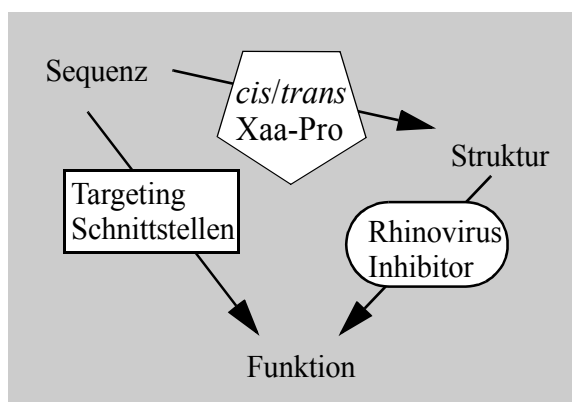 Sequenz
cis/trans
Xaa-Pro
Struktur
Targeting
Schnittstellen
Rhinovirus
Inhibitor
Funktion